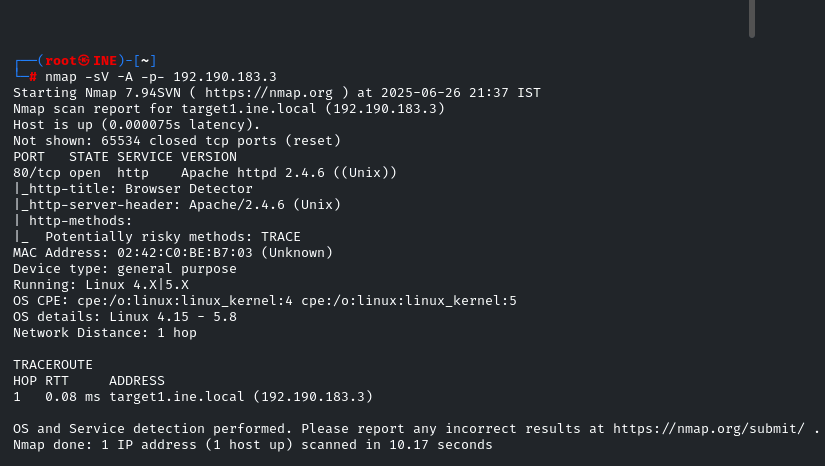 ┌──(root㉿INE)-[~]
└─# nmap -sV -A -p- 192.190.183.3
Starting Nmap 7.94SVN ( https://nmap.org ) at 2025-06-26 21:37 IST
Nmap scan report for target1.ine.local (192.190.183.3)
Host is up (0.000075s latency).
Not shown: 65534 closed tcp ports (reset)
PORT   STATE SERVICE VERSION
80/tcp open  http    Apache httpd 2.4.6 ((Unix))
|_http-title: Browser Detector
|_http-server-header: Apache/2.4.6 (Unix)
| http-methods:
|_  Potentially risky methods: TRACE
MAC Address: 02:42:C0:BE:B7:03 (Unknown)
Device type: general purpose
Running: Linux 4.X|5.X
OS CPE: cpe:/o:linux:linux_kernel:4 cpe:/o:linux:linux_kernel:5
OS details: Linux 4.15 - 5.8
Network Distance: 1 hop
TRACEROUTE
HOP RTT     ADDRESS
1   0.08 ms target1.ine.local (192.190.183.3)
OS and Service detection performed. Please report any incorrect results at https://nmap.org/submit/ .
Nmap done: 1 IP address (1 host up) scanned in 10.17 seconds